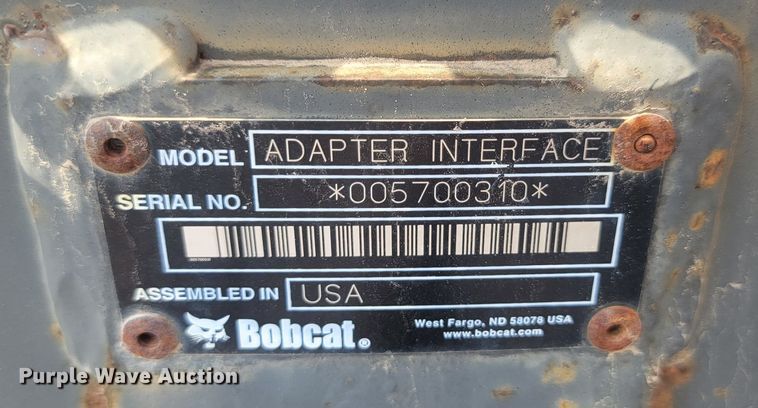 MODEL ADAPTER INTERFACE
SERIAL NO. *005700310*
ASSEMBLED IN USA
Bobcat®
West Fargo, ND 58078 USA
www.bobcat.com
Purple Wave Auction